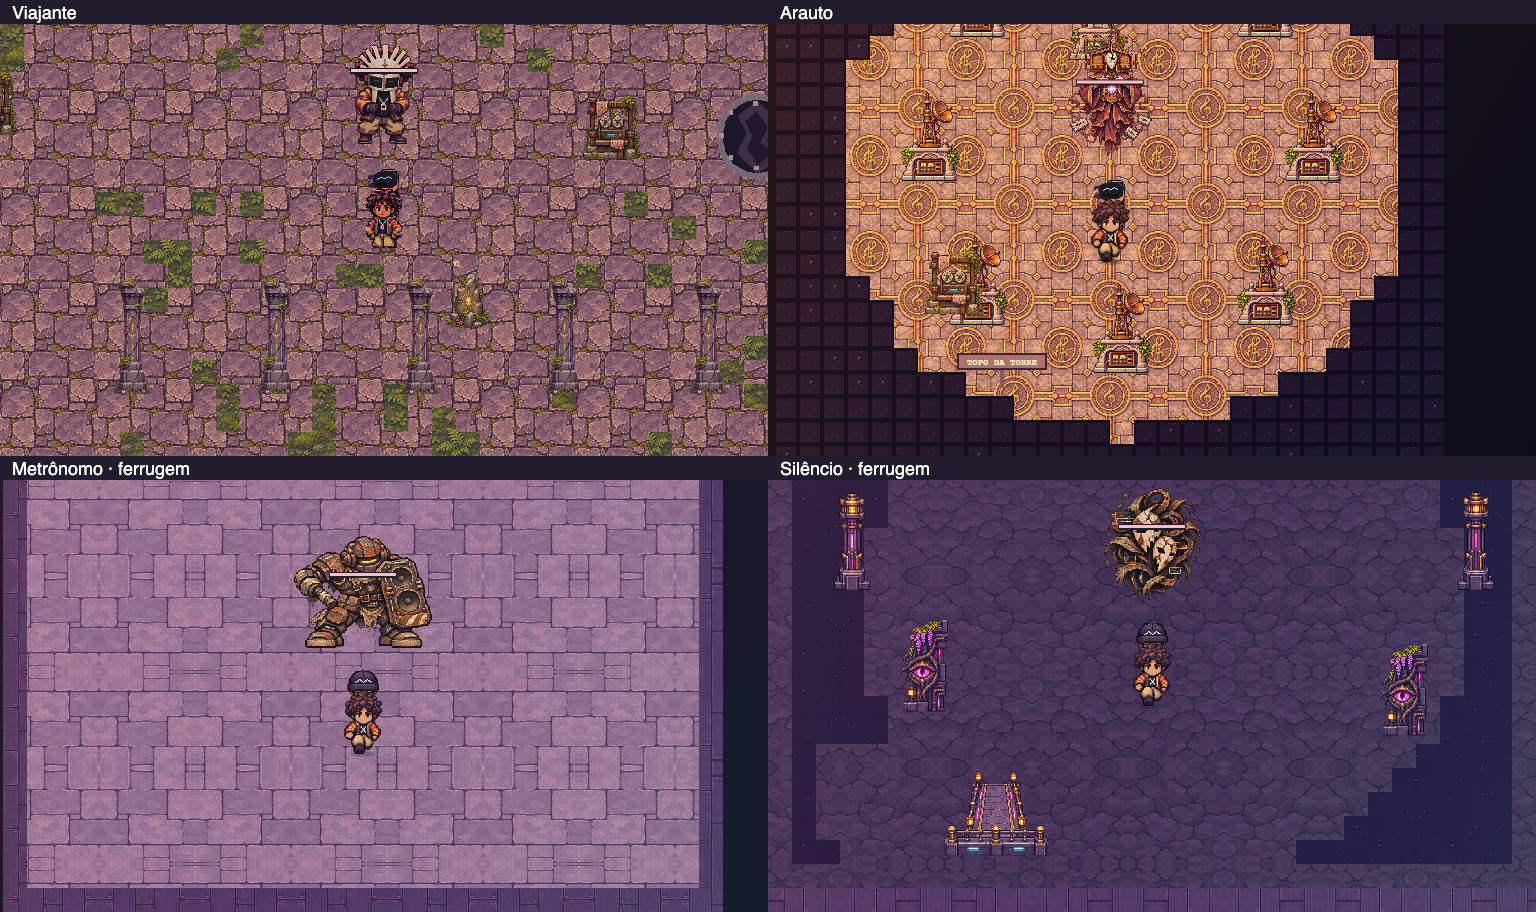 Viajante
Arauto
TOPO DA TORRE
Metrônomo · ferrugem
Silêncio · ferrugem